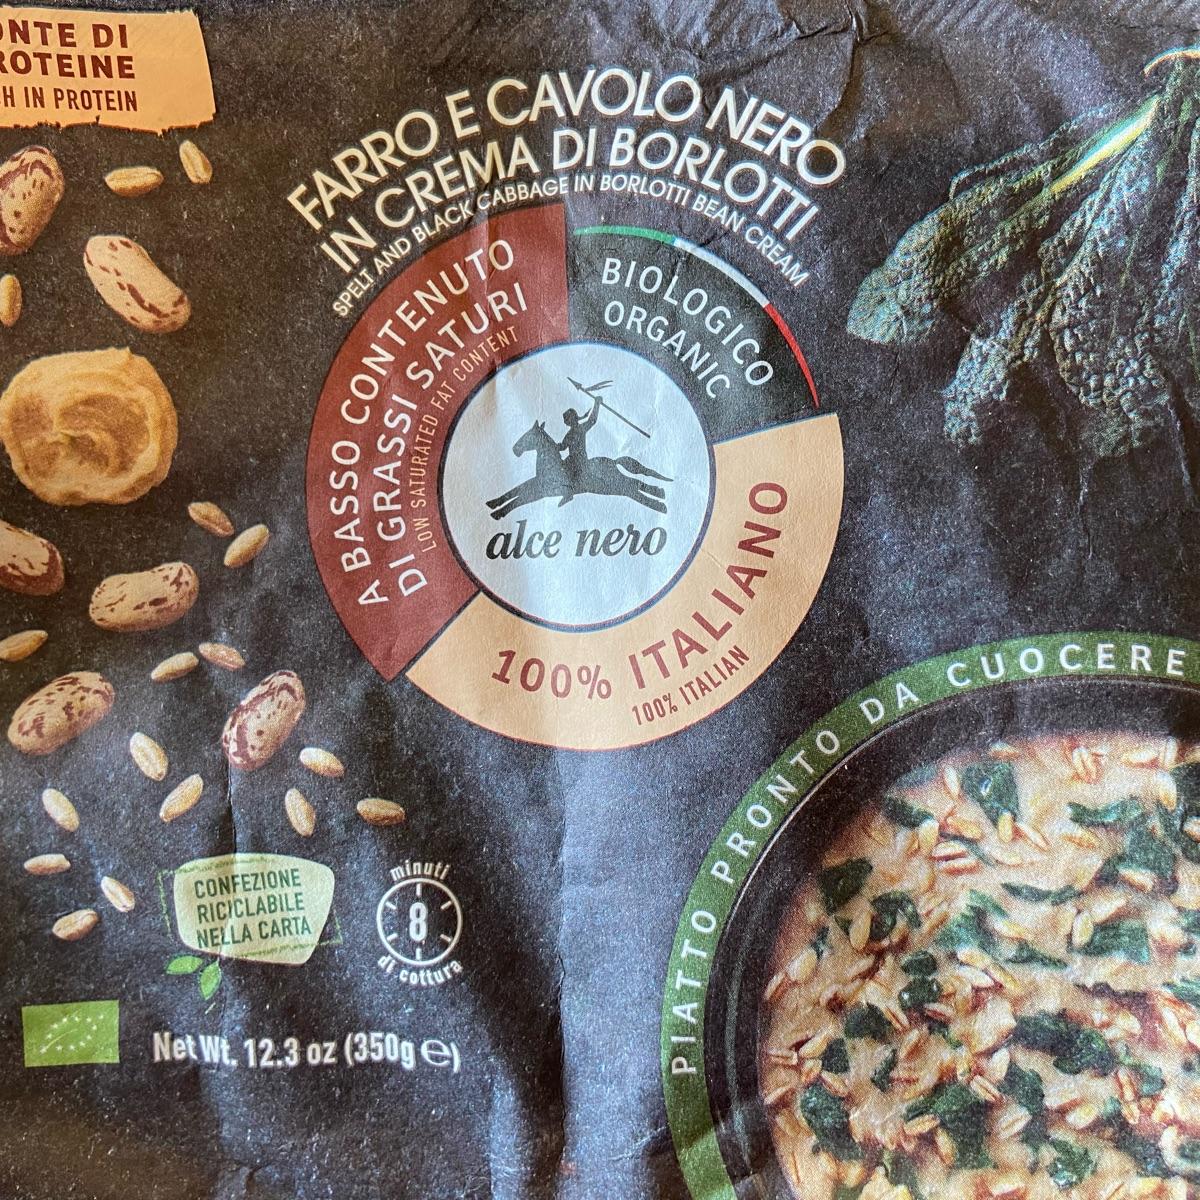 ONTE DI
ROTEINE
H IN PROTEIN
FARRO E CAVOLO NERO
IN CREMA DI BORLOTTI
SPELT AND BLACK CABBAGE IN BORLOTTI BEAN CREAM
A BASSO CONTENUTO
DI GRASSI SATURI
LOW SATURATED FAT CONTENT
BIOLOGICO
ORGANIC
alce nero
100% ITALIANO
100% ITALIAN
PIATTO PRONTO DA CUOCERE
CONFEZIONE
RICICLABILE
NELLA CARTA
minuti
8
di cottura
Net Wt. 12.3 oz (350g ℮)